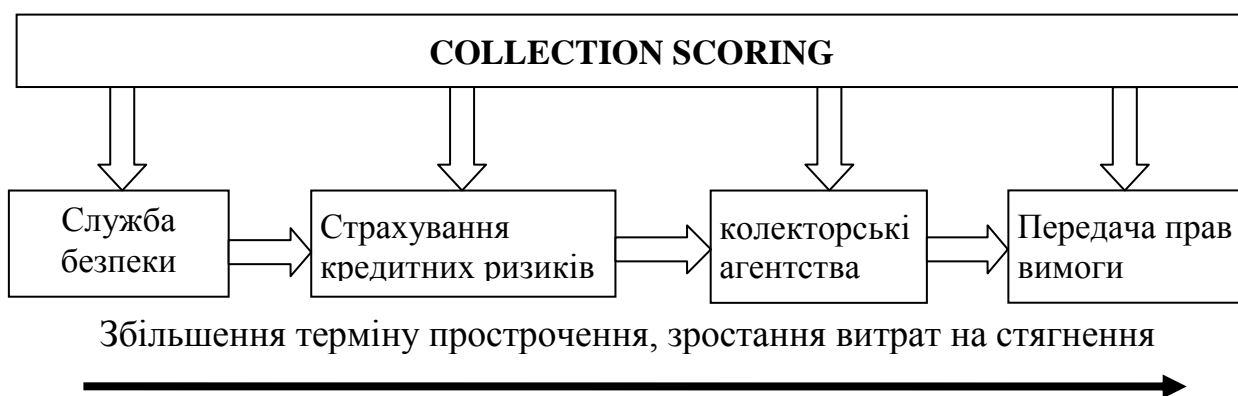 COLLECTION SCORING
Служба
безпеки
Страхування
кредитних ризиків
колекторські
агентства
Передача прав
вимоги
Збільшення терміну прострочення, зростання витрат на стягнення